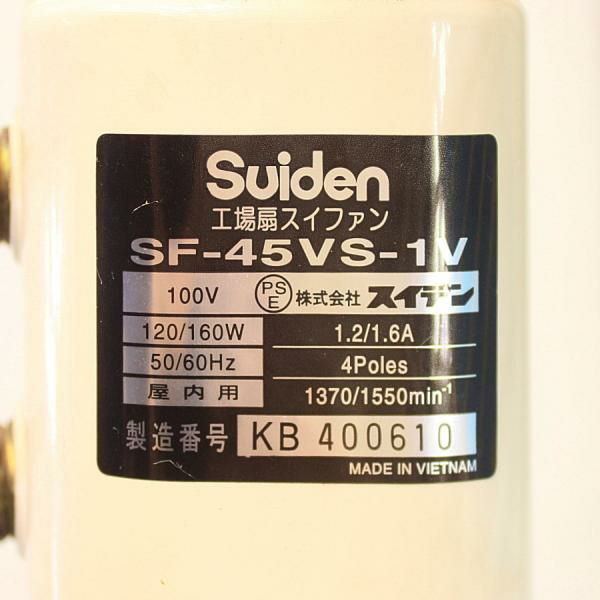 Suiden
工場扇スイファン
SF-45VS-1V
100V PSE 株式会社 スイデン
120/160W 1.2/1.6A
50/60Hz 4Poles
屋内用 1370/1550min⁻¹
製造番号 KB 400610
MADE IN VIETNAM